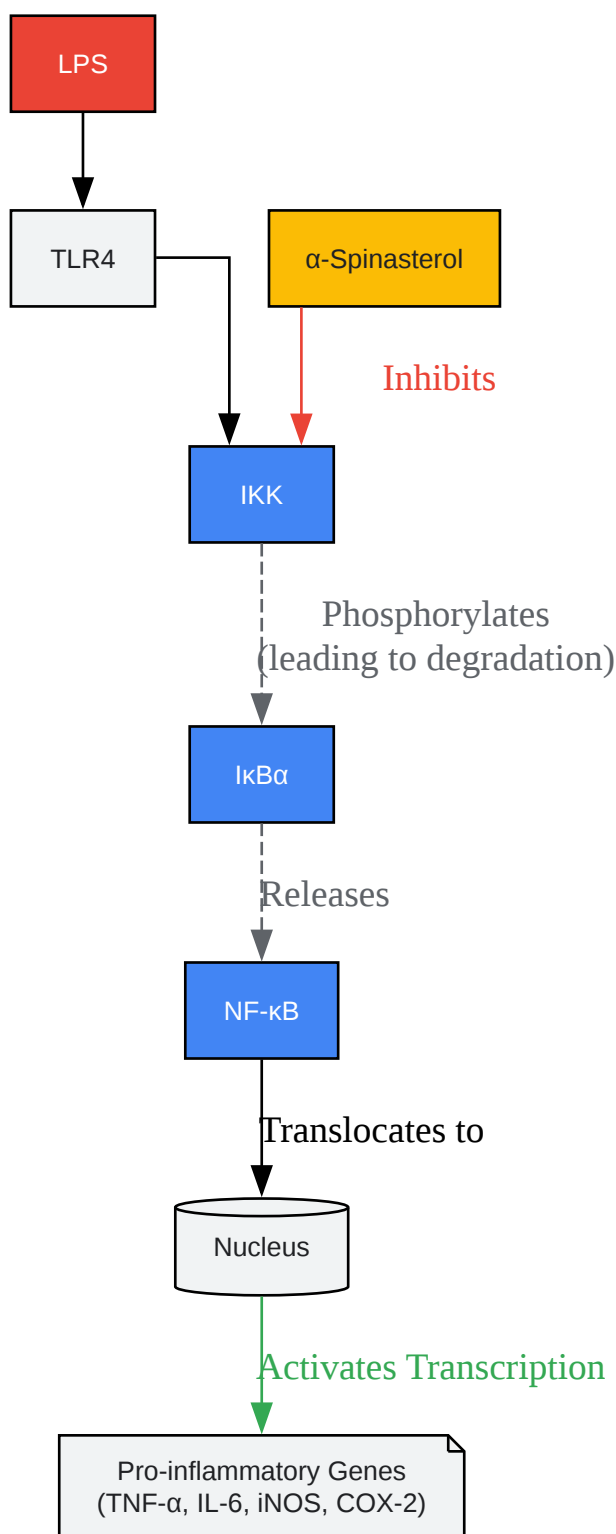 LPS
TLR4
α-Spinasterol
Inhibits
IKK
Phosphorylates
(leading to degradation)
IκBα
Releases
NF-κB
Translocates to
Nucleus
Activates Transcription
Pro-inflammatory Genes
(TNF-α, IL-6, iNOS, COX-2)